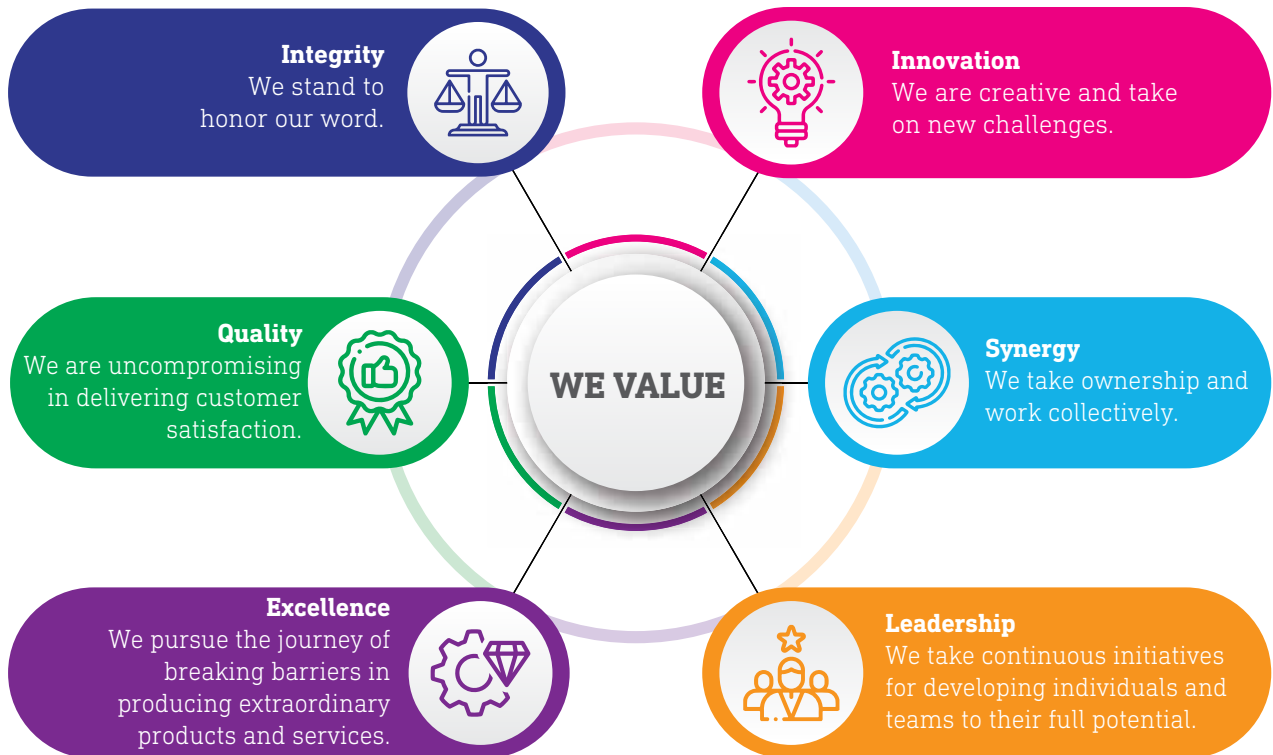 Integrity
We stand to
honor our word.
Innovation
We are creative and take
on new challenges.
Quality
We are uncompromising
in delivering customer
satisfaction.
WE VALUE
Synergy
We take ownership and
work collectively.
Excellence
We pursue the journey of
breaking barriers in
producing extraordinary
products and services.
Leadership
We take continuous initiatives
for developing individuals and
teams to their full potential.